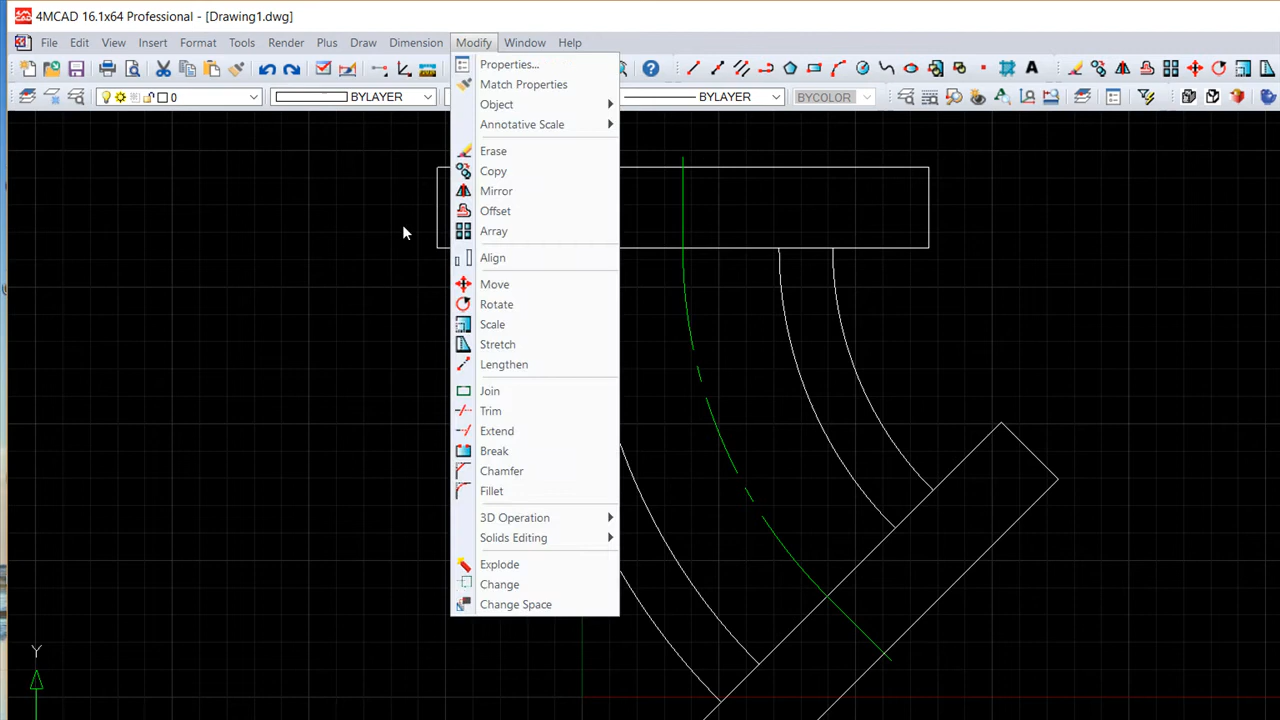 4MCAD 16.1x64 Professional - [Drawing1.dwg]
File Edit View Insert Format Tools Render Plus Draw Dimension Modify Window Help
0 BYLAYER BYLAYER BYCOLOR
Properties...
Match Properties
Object
Annotative Scale
Erase
Copy
Mirror
Offset
Array
Align
Move
Rotate
Scale
Stretch
Lengthen
Join
Trim
Extend
Break
Chamfer
Fillet
3D Operation
Solids Editing
Explode
Change
Change Space
Y